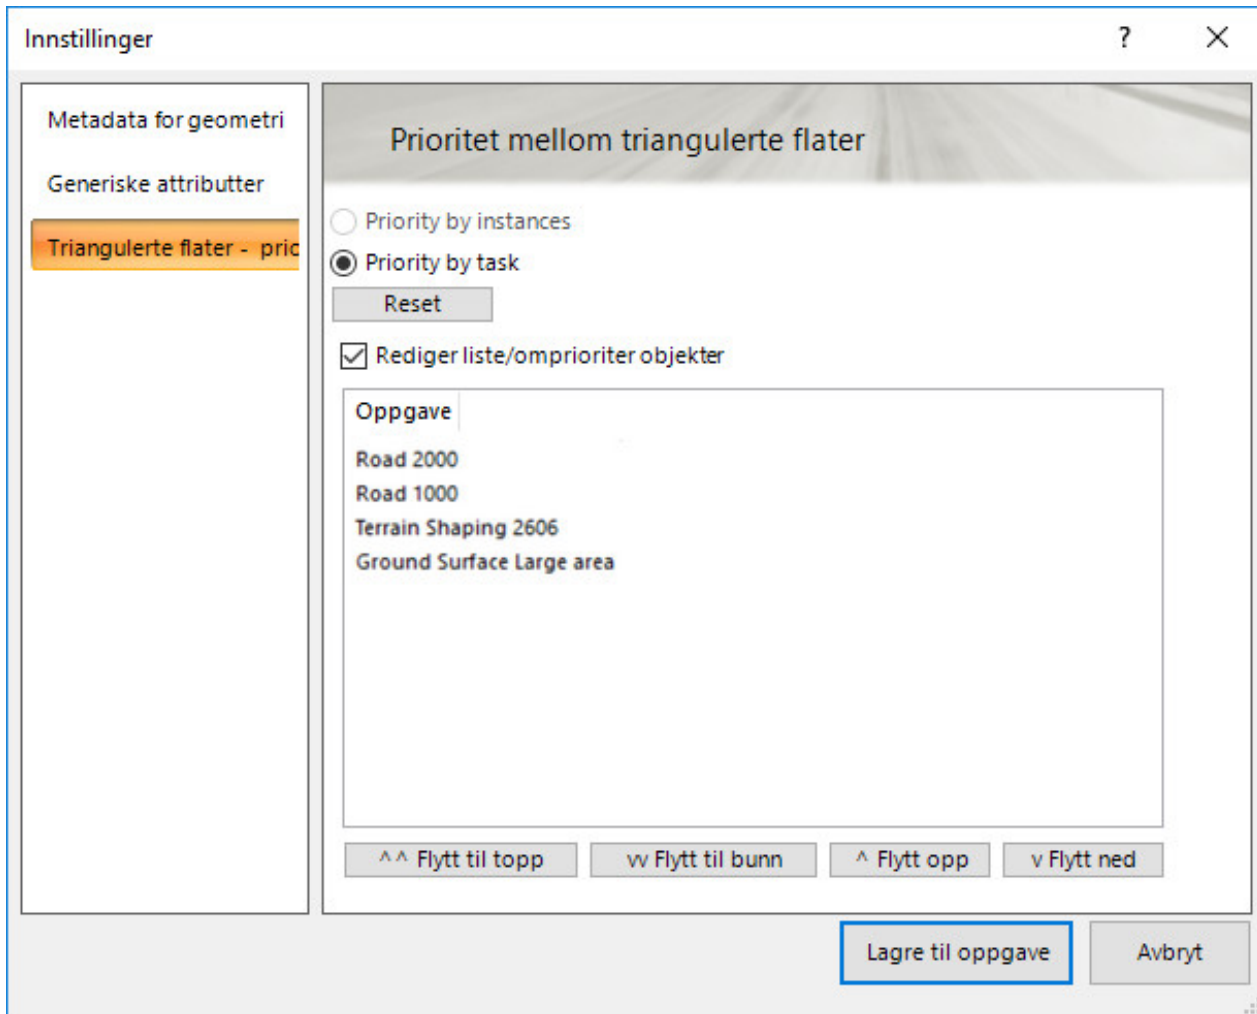 Innstillinger
?
Metadata for geometri
Generiske attributter
Triangulerte flater - pric
Prioritet mellom triangulerte flater
Priority by instances
Priority by task
Reset
Rediger liste/omprioriter objekter
Oppgave
Road 2000
Road 1000
Terrain Shaping 2606
Ground Surface Large area
^^ Flytt til topp
vv Flytt til bunn
^ Flytt opp
v Flytt ned
Lagre til oppgave
Avbryt